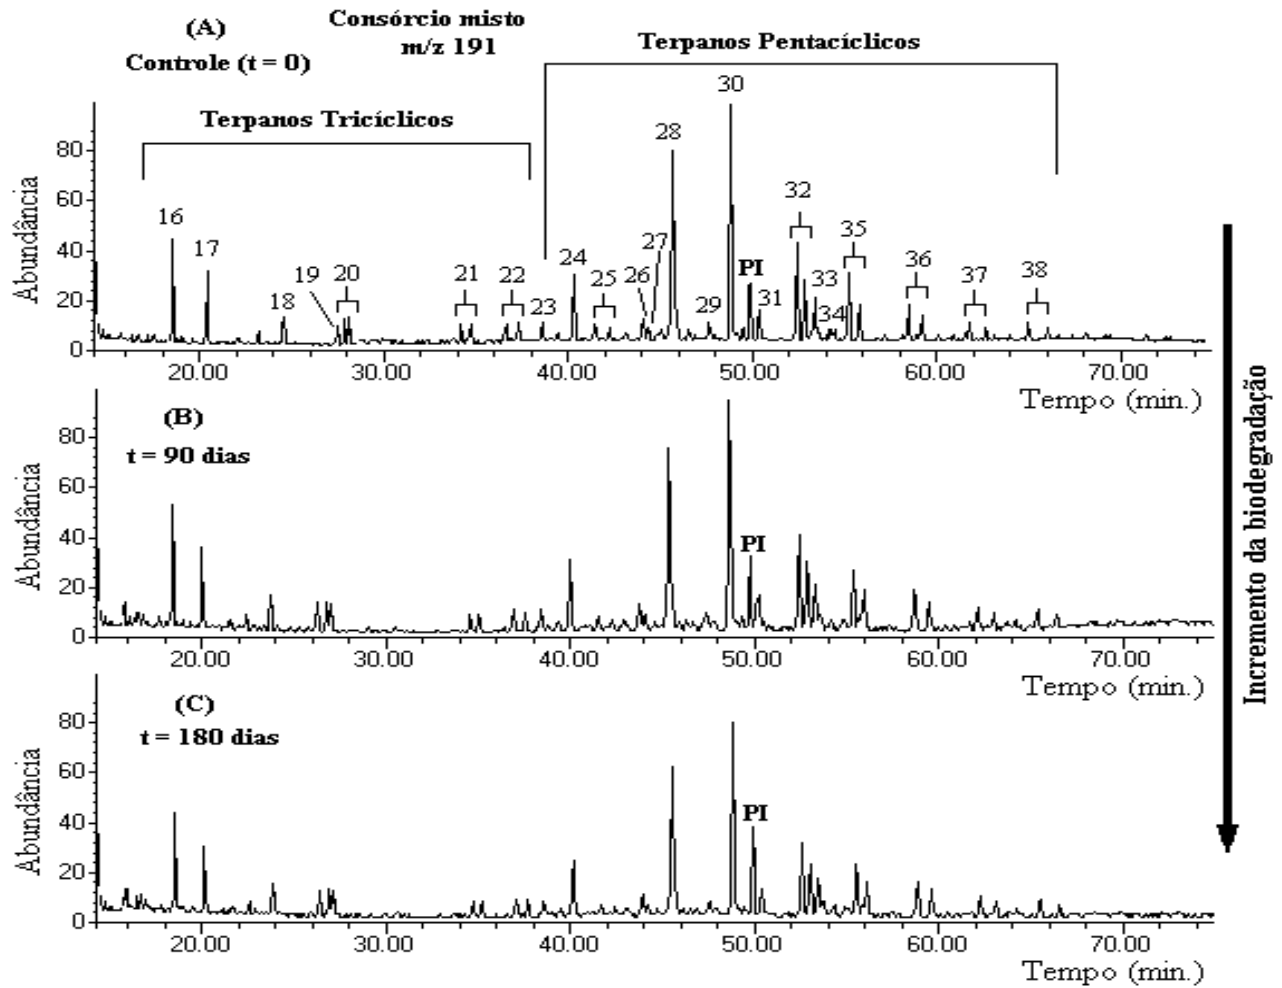 (A)
Controle (t = 0)
Consórcio misto
m/z 191
Terpanos Tricíclicos
Terpanos Pentacíclicos
16
17
18
19
20
21
22
23
24
25
26
27
28
29
30
PI
31
32
33
34
35
36
37
38
Abundância
80
60
40
20
0
20.00 30.00 40.00 50.00 60.00 70.00
Tempo (min.)
(B)
t = 90 dias
PI
Abundância
80
60
40
20
0
20.00 30.00 40.00 50.00 60.00 70.00
Tempo (min.)
(C)
t = 180 dias
PI
Abundância
80
60
40
20
0
20.00 30.00 40.00 50.00 60.00 70.00
Tempo (min.)
Incremento da biodegradação